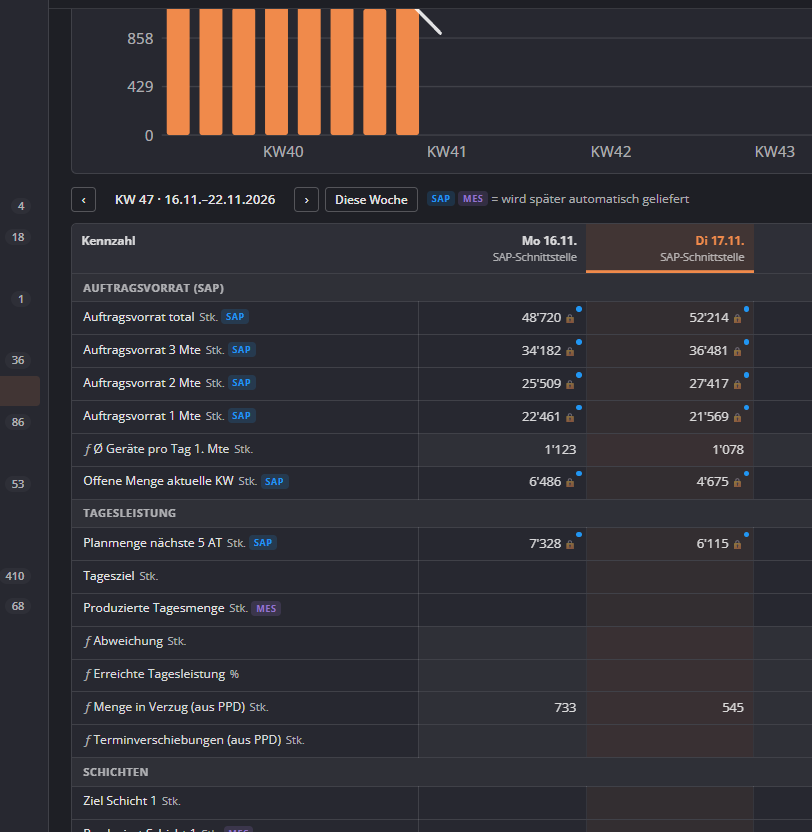 858
429
0
KW40 KW41 KW42 KW43
‹ KW 47 · 16.11.–22.11.2026 › Diese Woche SAP MES = wird später automatisch geliefert
4
18
1
36
86
53
410
68
Kennzahl Mo 16.11. Di 17.11.
SAP-Schnittstelle SAP-Schnittstelle
AUFTRAGSVORRAT (SAP)
Auftragsvorrat total Stk. SAP 48'720 52'214
Auftragsvorrat 3 Mte Stk. SAP 34'182 36'481
Auftragsvorrat 2 Mte Stk. SAP 25'509 27'417
Auftragsvorrat 1 Mte Stk. SAP 22'461 21'569
ƒ Ø Geräte pro Tag 1. Mte Stk. 1'123 1'078
Offene Menge aktuelle KW Stk. SAP 6'486 4'675
TAGESLEISTUNG
Planmenge nächste 5 AT Stk. SAP 7'328 6'115
Tagesziel Stk.
Produzierte Tagesmenge Stk. MES
ƒ Abweichung Stk.
ƒ Erreichte Tagesleistung %
ƒ Menge in Verzug (aus PPD) Stk. 733 545
ƒ Terminverschiebungen (aus PPD) Stk.
SCHICHTEN
Ziel Schicht 1 Stk.